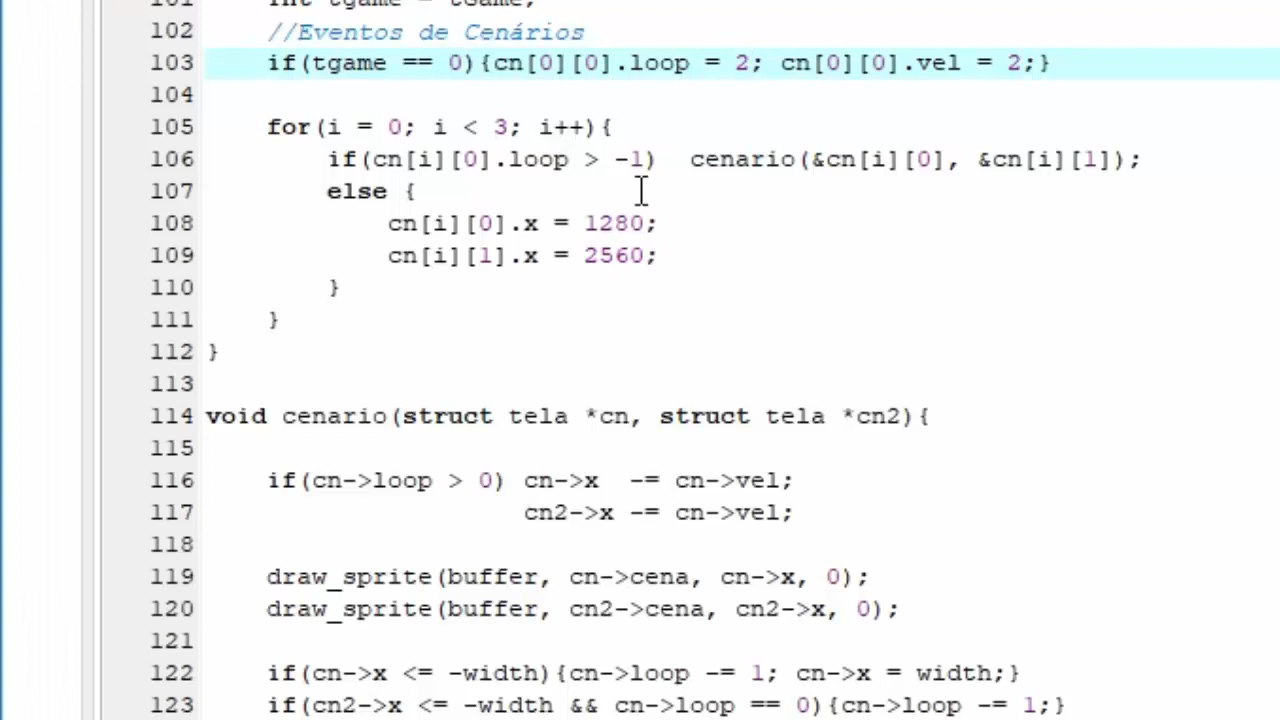 101 int tgame = tGame;
102 //Eventos de Cenários
103 if(tgame == 0){cn[0][0].loop = 2; cn[0][0].vel = 2;}
104
105 for(i = 0; i < 3; i++){
106 if(cn[i][0].loop > -1) cenario(&cn[i][0], &cn[i][1]);
107 else {
108 cn[i][0].x = 1280;
109 cn[i][1].x = 2560;
110 }
111 }
112 }
113
114 void cenario(struct tela *cn, struct tela *cn2){
115
116 if(cn->loop > 0) cn->x -= cn->vel;
117 cn2->x -= cn->vel;
118
119 draw_sprite(buffer, cn->cena, cn->x, 0);
120 draw_sprite(buffer, cn2->cena, cn2->x, 0);
121
122 if(cn->x <= -width){cn->loop -= 1; cn->x = width;}
123 if(cn2->x <= -width && cn->loop == 0){cn->loop -= 1;}